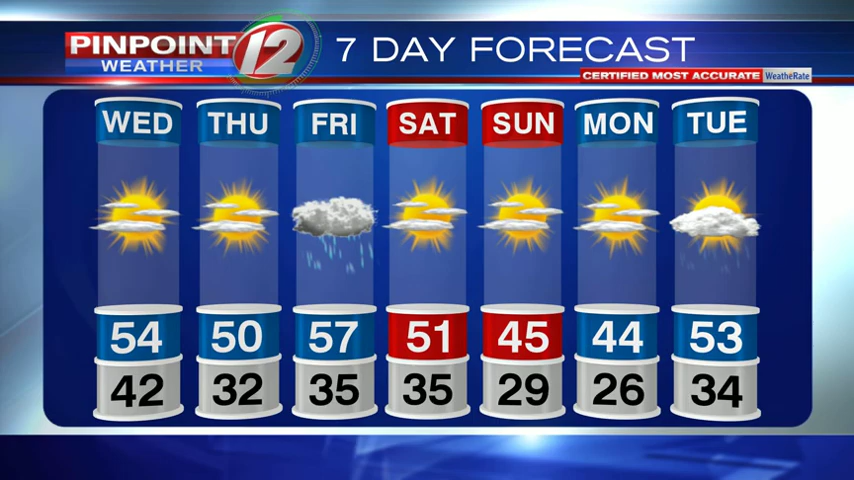 PINPOINT 12
WEATHER
7 DAY FORECAST
CERTIFIED MOST ACCURATE WeatheRate
WED THU FRI SAT SUN MON TUE
54 50 57 51 45 44 53
42 32 35 35 29 26 34